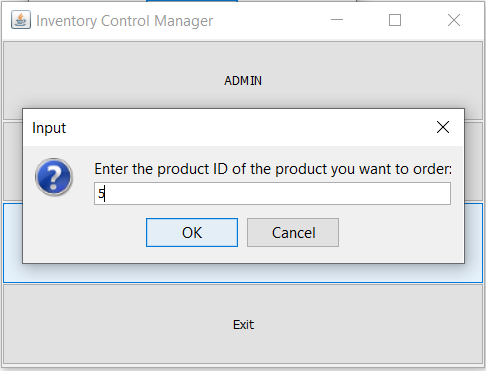 Inventory Control Manager
ADMIN
Input
Enter the product ID of the product you want to order:
5
OK
Cancel
Exit